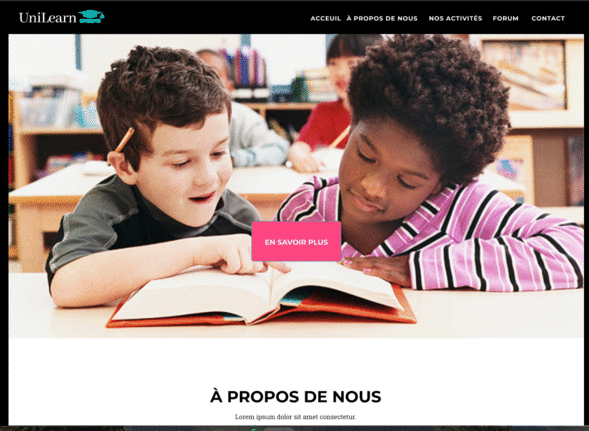 UniLearn
ACCEUIL À PROPOS DE NOUS NOS ACTIVITÉS FORUM CONTACT
EN SAVOIR PLUS
À PROPOS DE NOUS
Lorem ipsum dolor sit amet consectetur.